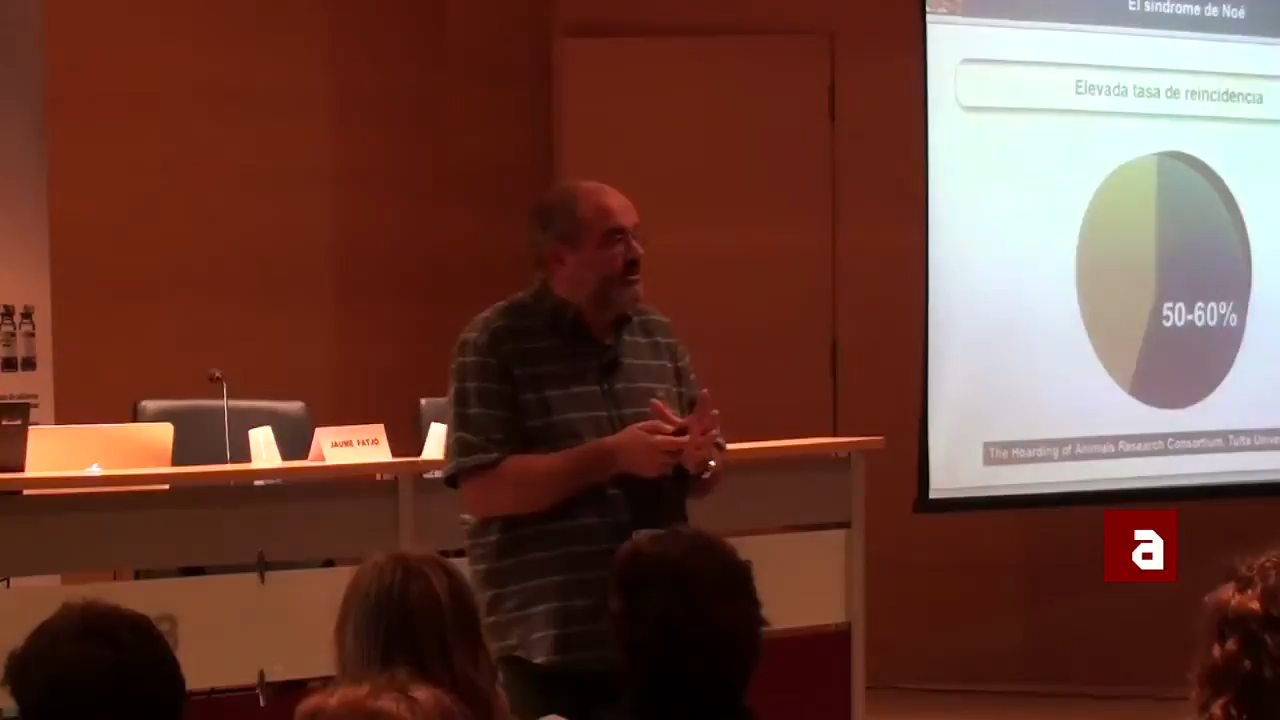 El síndrome de Noé
Elevada tasa de reincidencia
50-60%
The Hoarding of Animals Research Consortium, Tufts
JAUME FATJÓ
a